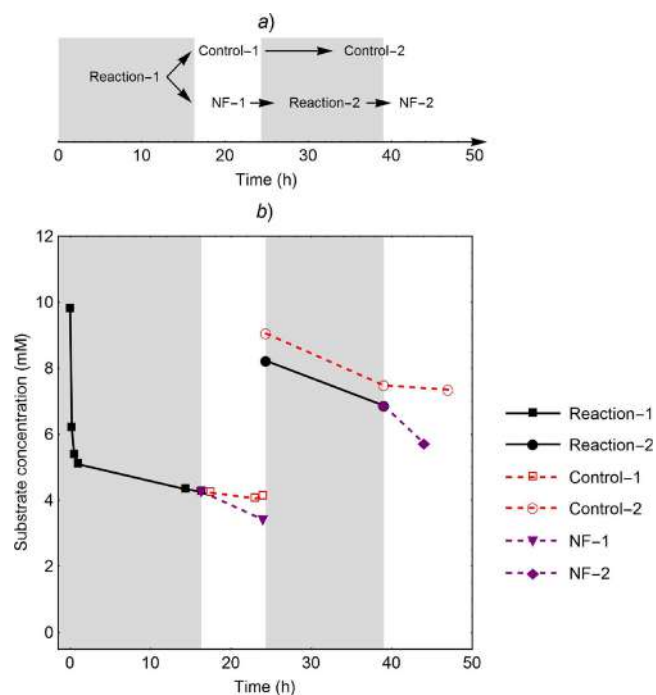 a)
Control−1 Control−2
Reaction−1
NF−1 Reaction−2 NF−2
0 10 20 30 40 50
Time (h)
b)
12
10
8
6
4
2
0
Substrate concentration (mM)
0 10 20 30 40 50
Time (h)
Reaction−1
Reaction−2
Control−1
Control−2
NF−1
NF−2